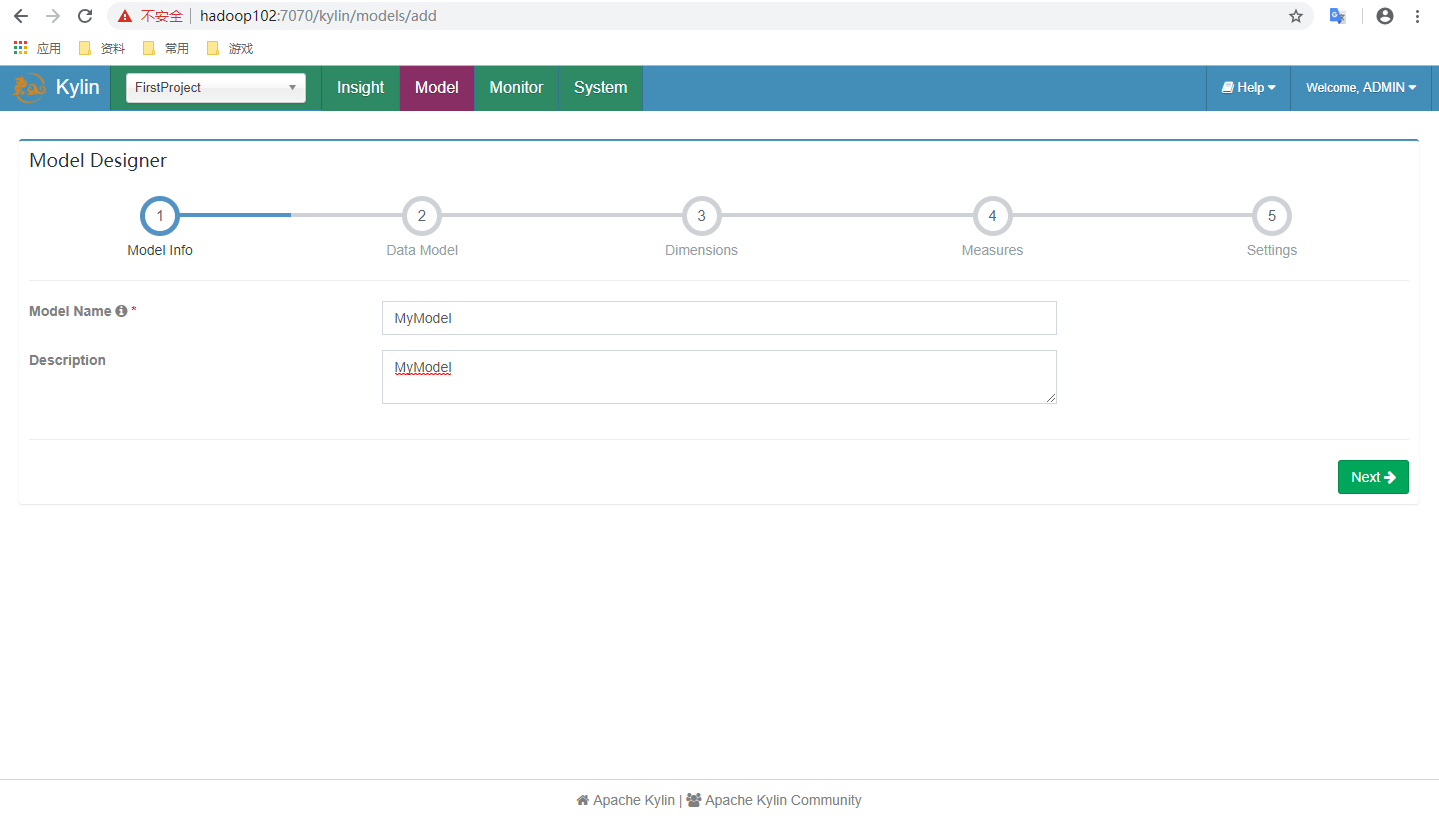 不安全 hadoop102:7070/kylin/models/add
应用 资料 常用 游戏
Kylin FirstProject Insight Model Monitor System Help Welcome, ADMIN
Model Designer
1 2 3 4 5
Model Info Data Model Dimensions Measures Settings
Model Name * MyModel
Description MyModel
Next
Apache Kylin | Apache Kylin Community